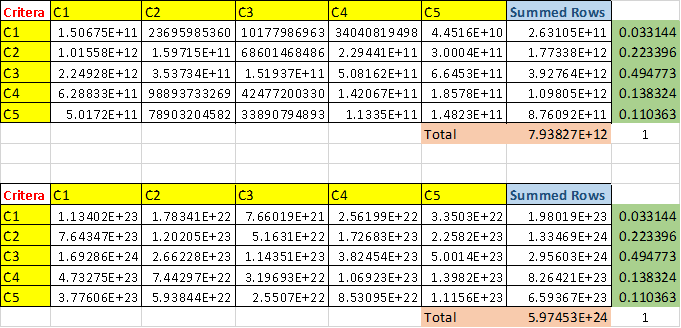 Critera C1 C2 C3 C4 C5 Summed Rows
C1 1.50675E+11 23695985360 10177986963 34040819498 4.4516E+10 2.63105E+11 0.033144
C2 1.01558E+12 1.59715E+11 68601468486 2.29441E+11 3.0004E+11 1.77338E+12 0.223396
C3 2.24928E+12 3.53734E+11 1.51937E+11 5.08162E+11 6.6453E+11 3.92764E+12 0.494773
C4 6.28833E+11 98893733269 42477200330 1.42067E+11 1.8578E+11 1.09805E+12 0.138324
C5 5.0172E+11 78903204582 33890794893 1.1335E+11 1.4823E+11 8.76092E+11 0.110363
Total 7.93827E+12 1
Critera C1 C2 C3 C4 C5 Summed Rows
C1 1.13402E+23 1.78341E+22 7.66019E+21 2.56199E+22 3.3503E+22 1.98019E+23 0.033144
C2 7.64347E+23 1.20205E+23 5.1631E+22 1.72683E+23 2.2582E+23 1.33469E+24 0.223396
C3 1.69286E+24 2.66228E+23 1.14351E+23 3.82454E+23 5.0014E+23 2.95603E+24 0.494773
C4 4.73275E+23 7.44297E+22 3.19693E+22 1.06923E+23 1.3982E+23 8.26421E+23 0.138324
C5 3.77606E+23 5.93844E+22 2.5507E+22 8.53095E+22 1.1156E+23 6.59367E+23 0.110363
Total 5.97453E+24 1